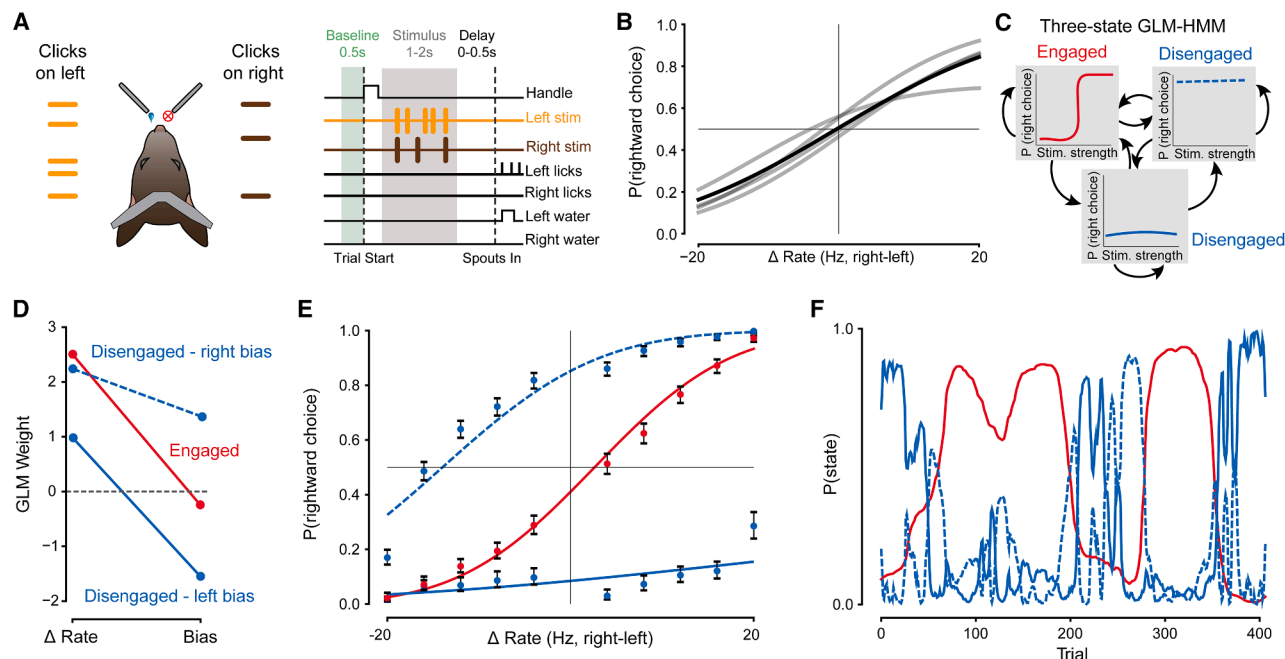 A
Clicks
on left
Clicks
on right
Baseline
0.5s
Stimulus
1-2s
Delay
0-0.5s
Handle
Left stim
Right stim
Left licks
Right licks
Left water
Right water
Trial Start
Spouts In
B
P(rightward choice)
1.0
0.8
0.6
0.4
0.2
0.0
−20
Δ Rate (Hz, right-left)
20
C
Three-state GLM-HMM
Engaged
Disengaged
P (right choice)
Stim. strength
P (right choice)
Stim. strength
P (right choice)
Stim. strength
Disengaged
D
GLM Weight
3
2
1
0
−1
−2
Disengaged - right bias
Engaged
Disengaged - left bias
Δ Rate
Bias
E
P(rightward choice)
1.0
0.8
0.6
0.4
0.2
0.0
-20
Δ Rate (Hz, right-left)
20
F
P(state)
1.0
0.0
0
100
200
300
400
Trial